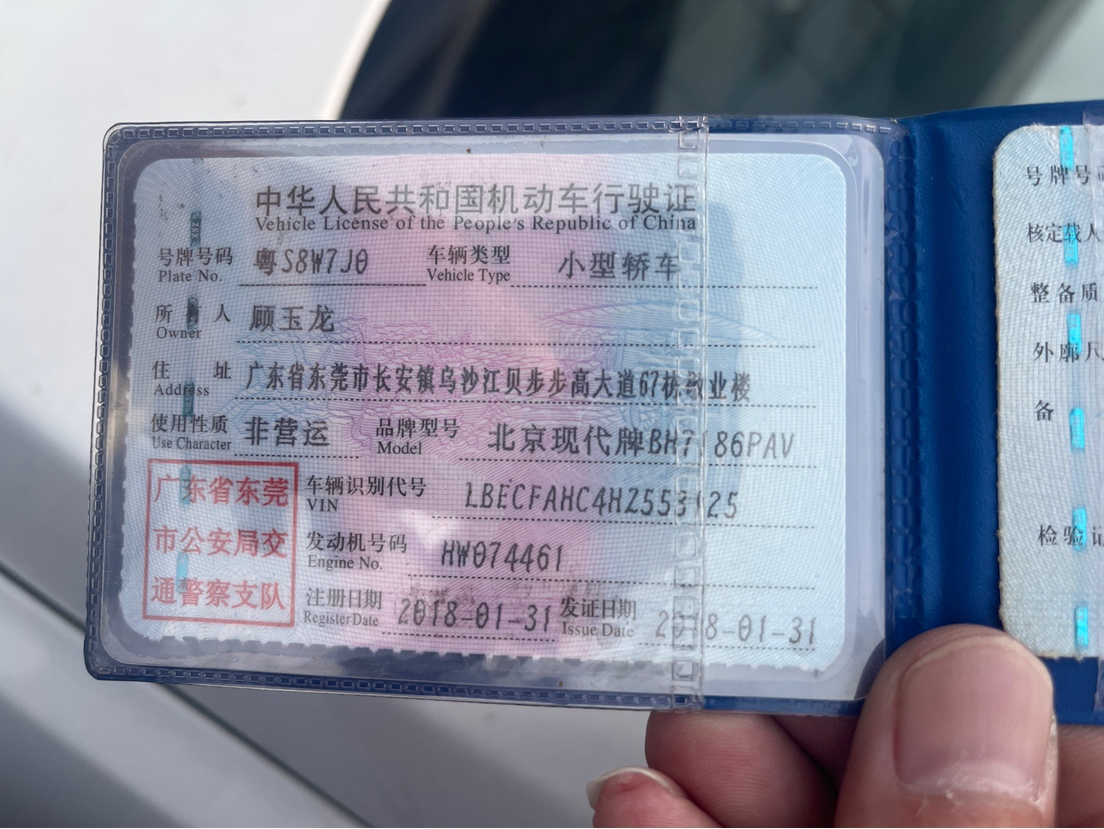 中华人民共和国机动车行驶证
Vehicle License of the People's Republic of China
号牌号码 粤S8W7J0 车辆类型 小型轿车
Plate No. Vehicle Type
所 人 顾玉龙
Owner
住 址 广东省东莞市长安镇乌沙江贝步步高大道67栋敬业楼
Address
使用性质 非营运 品牌型号 北京现代牌BH7 86PAV
Use Character Model
广东省东莞
市公安局交
通警察支队
车辆识别代号 LBECFAHC4HZ553 25
VIN
发动机号码 HW074461
Engine No.
注册日期 2018-01-31 发证日期 2018-01-31
Register Date Issue Date
号牌号
核定载人
整备质
外廓尺
备
检验记